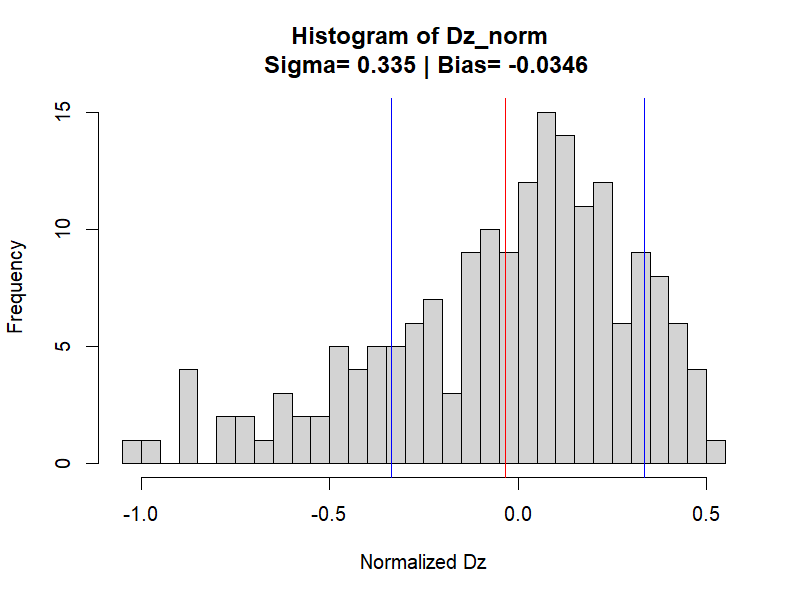 Histogram of Dz_norm
Sigma= 0.335 | Bias= -0.0346
15
10
5
0
Frequency
-1.0
-0.5
0.0
0.5
Normalized Dz